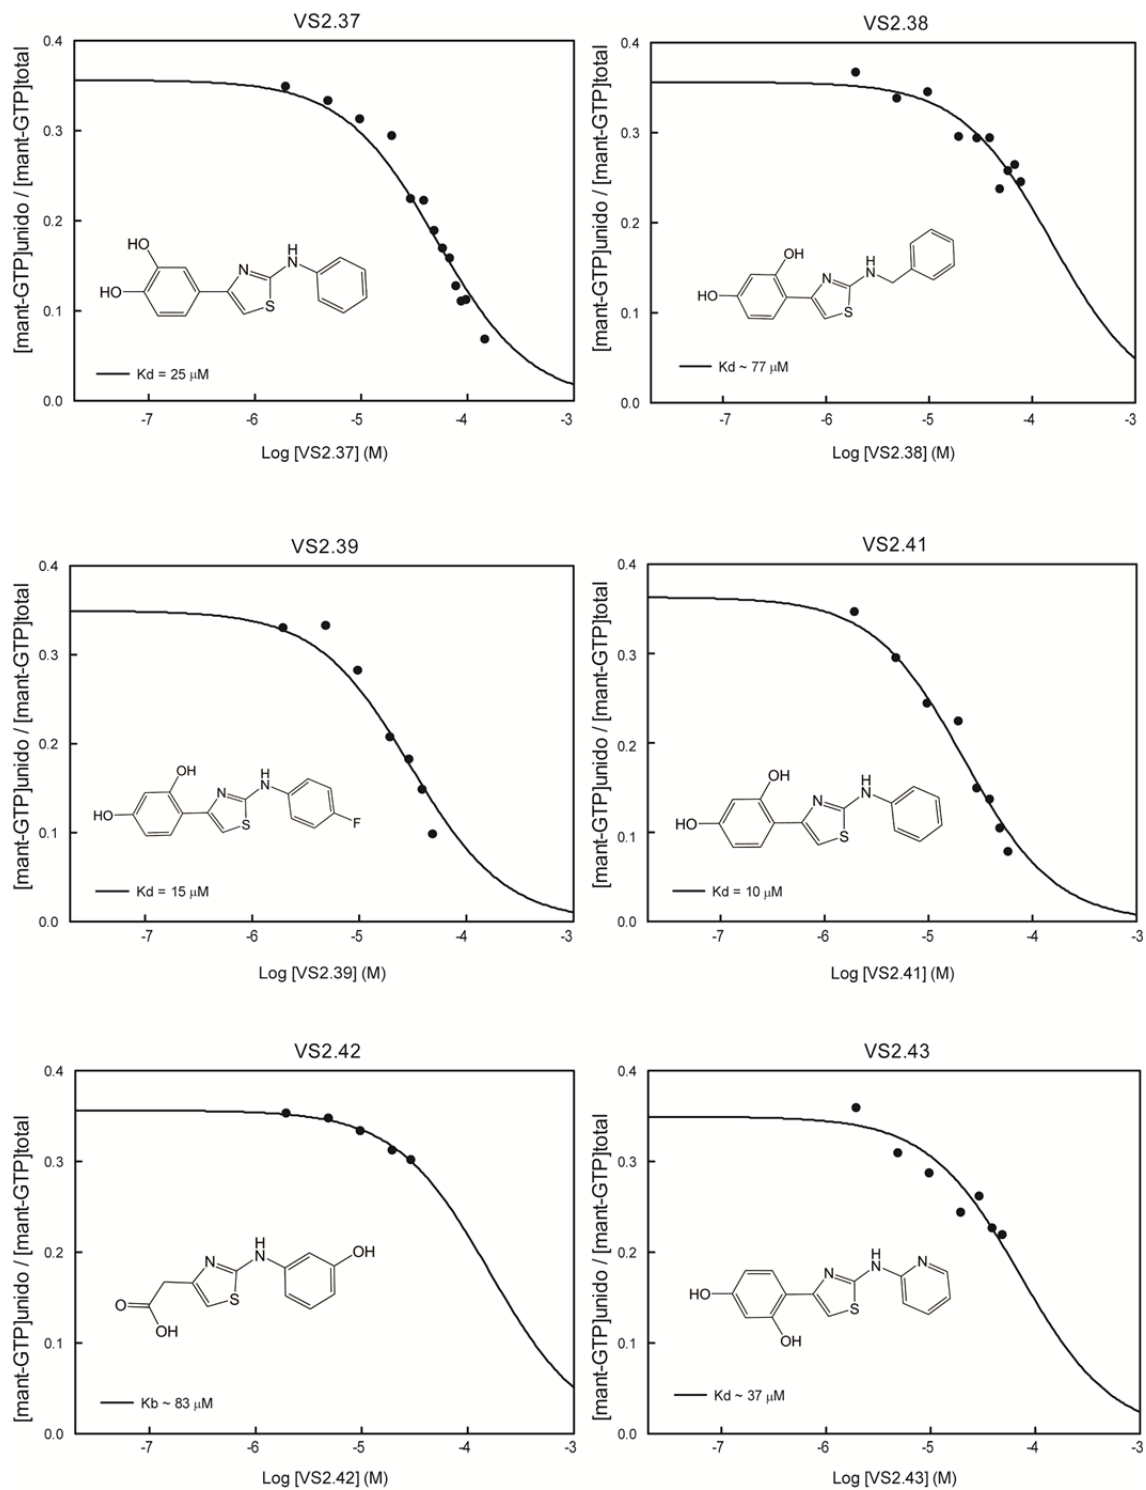 VS2.37
[mant-GTP]unido / [mant-GTP]total
0.4
0.3
0.2
0.1
0.0
HO
HO
N
H
N
S
Kd = 25 μM
-7
-6
-5
-4
-3
Log [VS2.37] (M)
VS2.38
[mant-GTP]unido / [mant-GTP]total
0.4
0.3
0.2
0.1
0.0
OH
HO
N
H
N
S
Kd ~ 77 μM
-7
-6
-5
-4
-3
Log [VS2.38] (M)
VS2.39
[mant-GTP]unido / [mant-GTP]total
0.4
0.3
0.2
0.1
0.0
OH
HO
N
H
N
S
F
Kd = 15 μM
-7
-6
-5
-4
-3
Log [VS2.39] (M)
VS2.41
[mant-GTP]unido / [mant-GTP]total
0.4
0.3
0.2
0.1
0.0
OH
HO
N
H
N
S
Kd = 10 μM
-7
-6
-5
-4
-3
Log [VS2.41] (M)
VS2.42
[mant-GTP]unido / [mant-GTP]total
0.4
0.3
0.2
0.1
0.0
H
N
OH
N
S
O
OH
Kb ~ 83 μM
-7
-6
-5
-4
-3
Log [VS2.42] (M)
VS2.43
[mant-GTP]unido / [mant-GTP]total
0.4
0.3
0.2
0.1
0.0
H
N
N
N
S
HO
OH
Kd ~ 37 μM
-7
-6
-5
-4
-3
Log [VS2.43] (M)